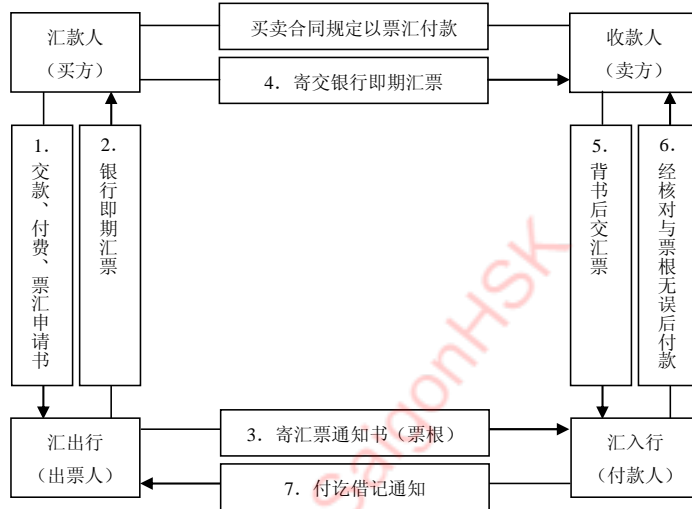 汇款人
（买方）
买卖合同规定以票汇付款
收款人
（卖方）
4．寄交银行即期汇票
1．交款、付费、票汇申请书
2．银行即期汇票
5．背书后交汇票
6．经核对与票根无误后付款
汇出行
（出票人）
3．寄汇票通知书（票根）
汇入行
（付款人）
7．付讫借记通知
SaigonHSK